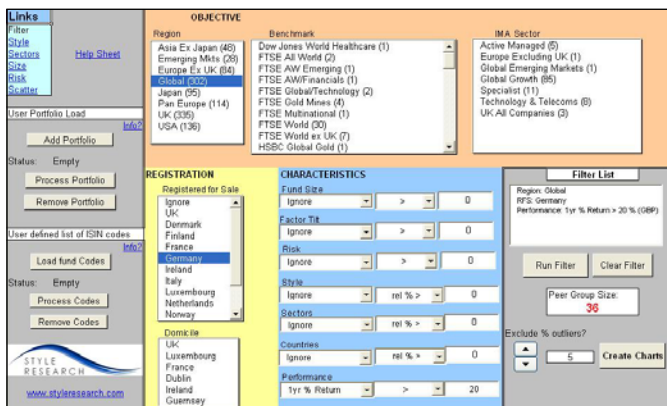 Links
Filter
Style
Sectors
Size
Risk
Scatter
Help Sheet
User Portfolio Load
Info?
Add Portfolio
Status: Empty
Process Portfolio
Remove Portfolio
User defined list of ISIN codes
Info?
Load fund Codes
Status: Empty
Process Codes
Remove Codes
STYLE
RESEARCH
www.styleresearch.com
OBJECTIVE
Region
Asia Ex Japan (48)
Emerging Mkts (28)
Europe Ex UK (84)
Global (302)
Japan (95)
Pan Europe (114)
UK (335)
USA (136)
Benchmark
Dow Jones World Healthcare (1)
FTSE All World (2)
FTSE AW Emerging (1)
FTSE AW/Financials (1)
FTSE Global/Technology (2)
FTSE Gold Mines (4)
FTSE Multinational (1)
FTSE World (30)
FTSE World ex UK (7)
HSBC Global Gold (1)
IMA Sector
Active Managed (5)
Europe Excluding UK (1)
Global Emerging Markets (1)
Global Growth (85)
Specialist (11)
Technology & Telecoms (8)
UK All Companies (3)
REGISTRATION
Registered for Sale
Ignore
UK
Denmark
Finland
France
Germany
Ireland
Italy
Luxembourg
Netherlands
Norway
Domicile
UK
Luxembourg
France
Dublin
Ireland
Guernsey
CHARACTERISTICS
Fund Size
Ignore > 0
Factor Tilt
Ignore > 0
Risk
Ignore > 0
Style
Ignore rel % > 0
Sectors
Ignore rel % > 0
Countries
Ignore rel % > 0
Performance
1yr % Return > 20
Filter List
Region: Global
RFS: Germany
Performance: 1yr % Return > 20 % (GBP)
Run Filter Clear Filter
Peer Group Size:
36
Exclude % outliers?
5 Create Charts